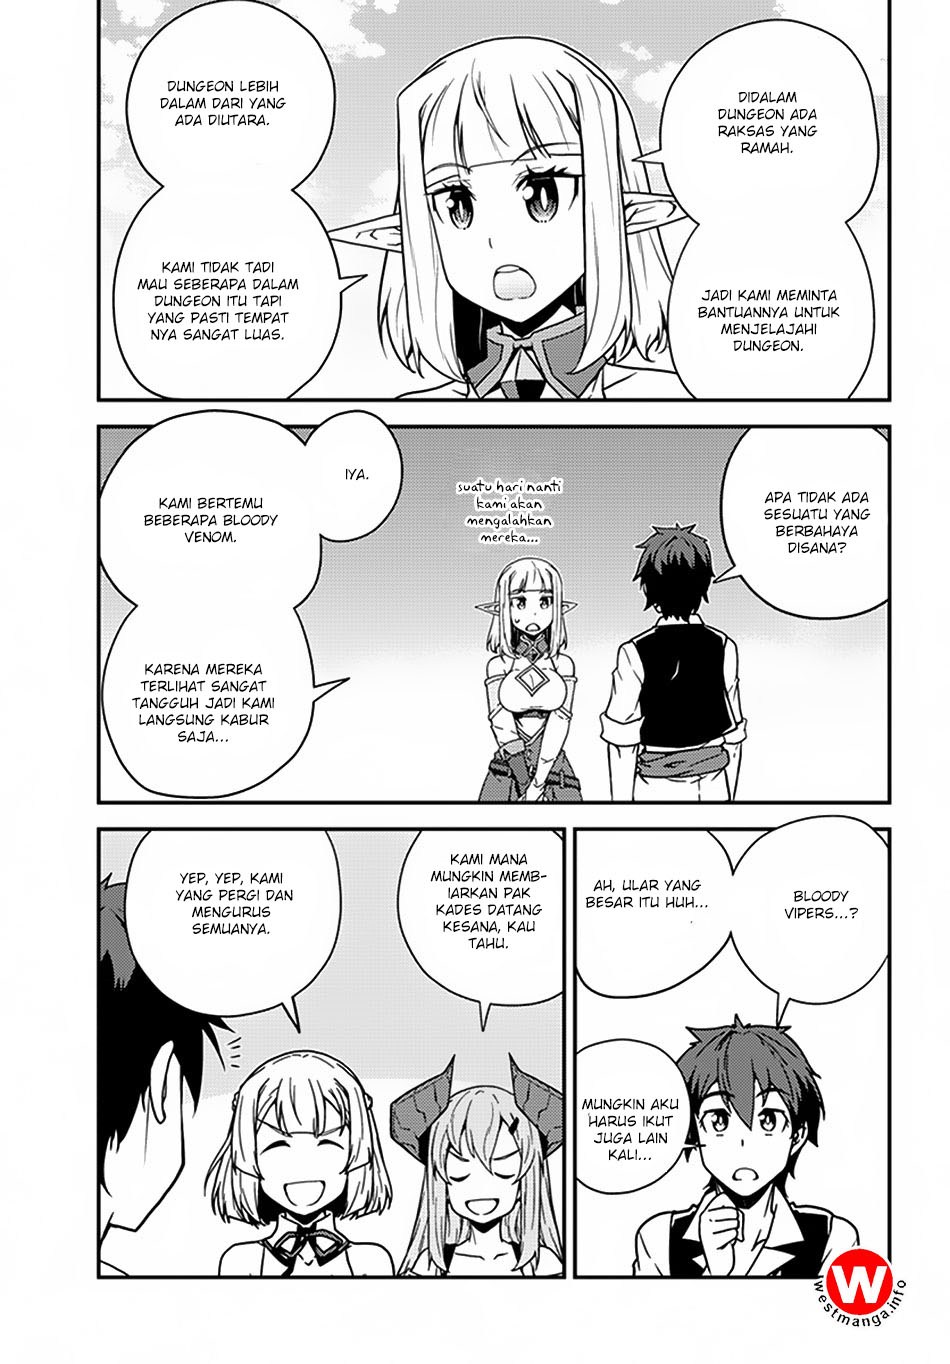 DIDALAM
DUNGEON ADA
RAKSAS YANG
RAMAH.
JADI KAMI MEMINTA
BANTUANNYA UNTUK
MENJELAJAHI
DUNGEON.
DUNGEON LEBIH
DALAM DARI YANG
ADA DIUTARA.
KAMI TIDAK TADI
MAU SEBERAPA DALAM
DUNGEON ITU TAPI
YANG PASTI TEMPAT
NYA SANGAT LUAS.
APA TIDAK ADA
SESUATU YANG
BERBAHAYA
DISANA?
suatu hari nanti
kami akan
mengalahkan
mereka...
IYA.
KAMI BERTEMU
BEBERAPA BLOODY
VENOM.
KARENA MEREKA
TERLIHAT SANGAT
TANGGUH JADI KAMI
LANGSUNG KABUR
SAJA...
BLOODY
VIPERS...?
AH, ULAR YANG
BESAR ITU HUH...
MUNGKIN AKU
HARUS IKUT
JUGA LAIN
KALI...
KAMI MANA
MUNGKIN MEMB-
IARKAN PAK
KADES DATANG
KESANA, KAU
TAHU.
YEP, YEP, KAMI
YANG PERGI DAN
MENGURUS
SEMUANYA.
W
westmanga.info